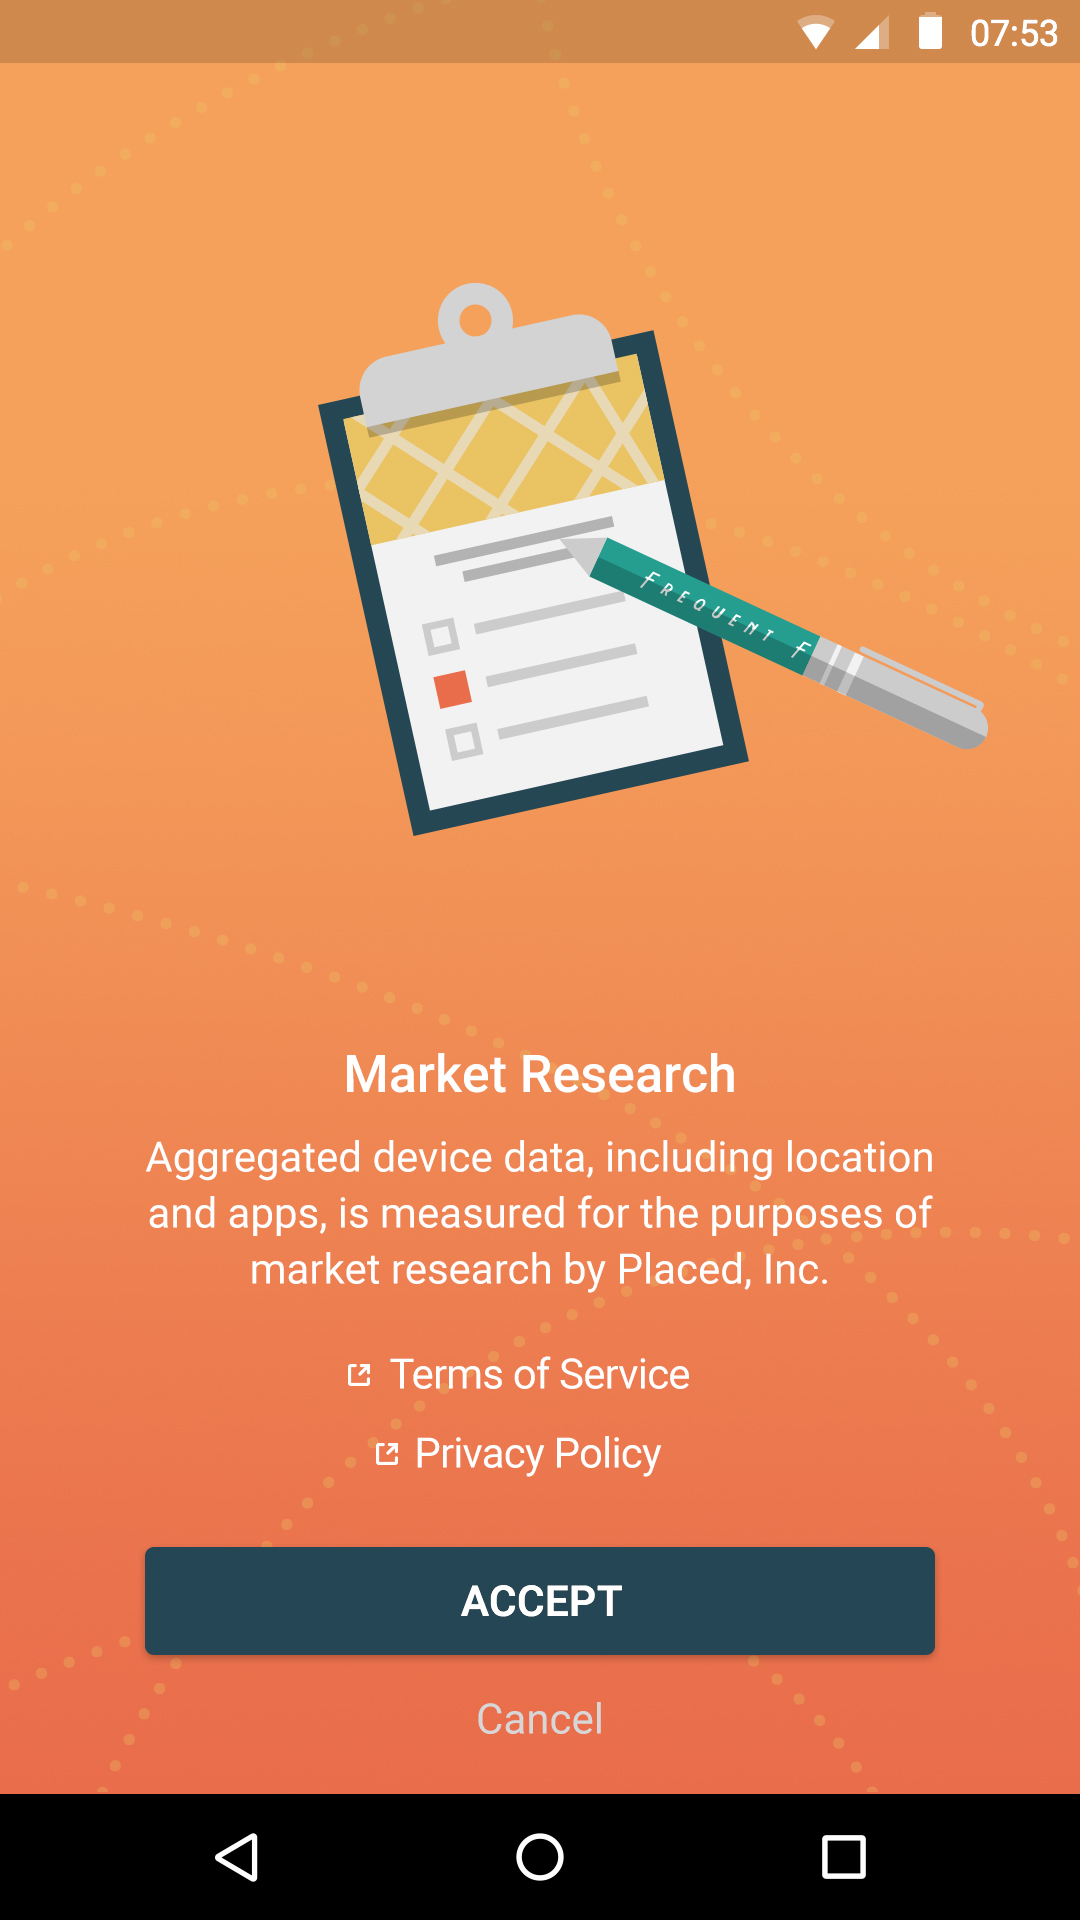 07:53
FREQUENT F
Market Research
Aggregated device data, including location
and apps, is measured for the purposes of
market research by Placed, Inc.
Terms of Service
Privacy Policy
ACCEPT
Cancel